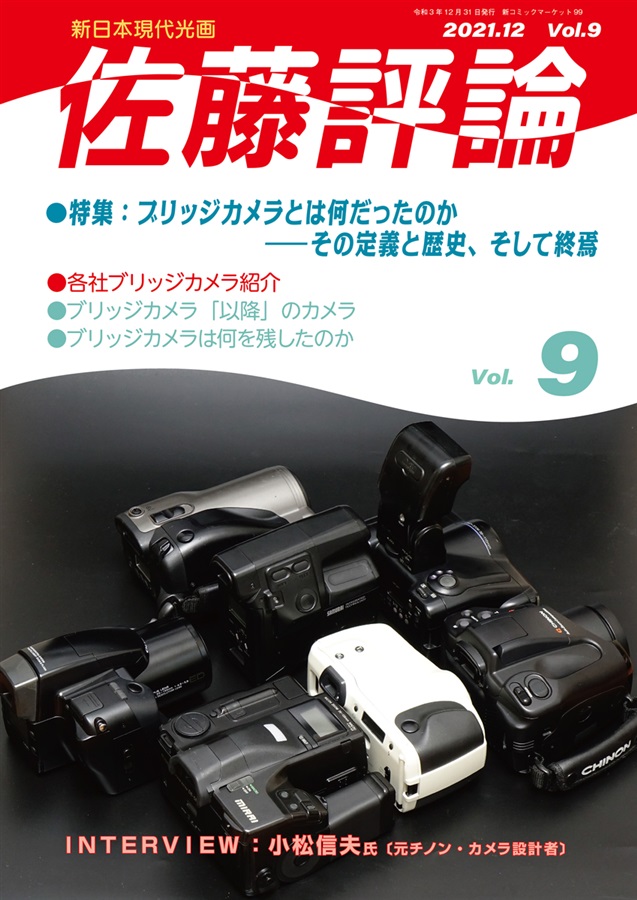 令和3年12月31日発行 新コミックマーケット99
新日本現代光画
2021.12 Vol.9
佐藤評論
●特集：ブリッジカメラとは何だったのか
――その定義と歴史、そして終焉
●各社ブリッジカメラ紹介
●ブリッジカメラ「以降」のカメラ
●ブリッジカメラは何を残したのか
Vol. 9
CHINON
CHINON
MIRAI
INTERVIEW：小松信夫氏〔元チノン・カメラ設計者〕